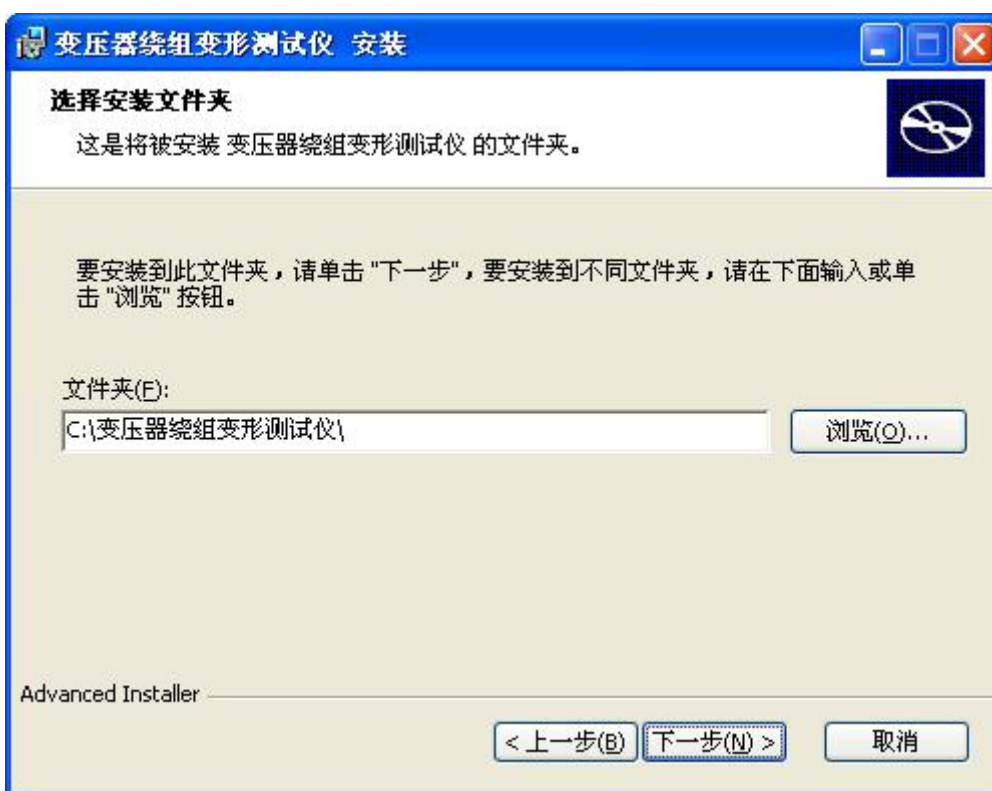 变压器绕组变形测试仪 安装
选择安装文件夹
这是将被安装 变压器绕组变形测试仪 的文件夹。
要安装到此文件夹，请单击 "下一步"，要安装到不同文件夹，请在下面输入或单
击 "浏览" 按钮。
文件夹(F):
C:\变压器绕组变形测试仪\
浏览(O)...
Advanced Installer
< 上一步(B)
下一步(N) >
取消